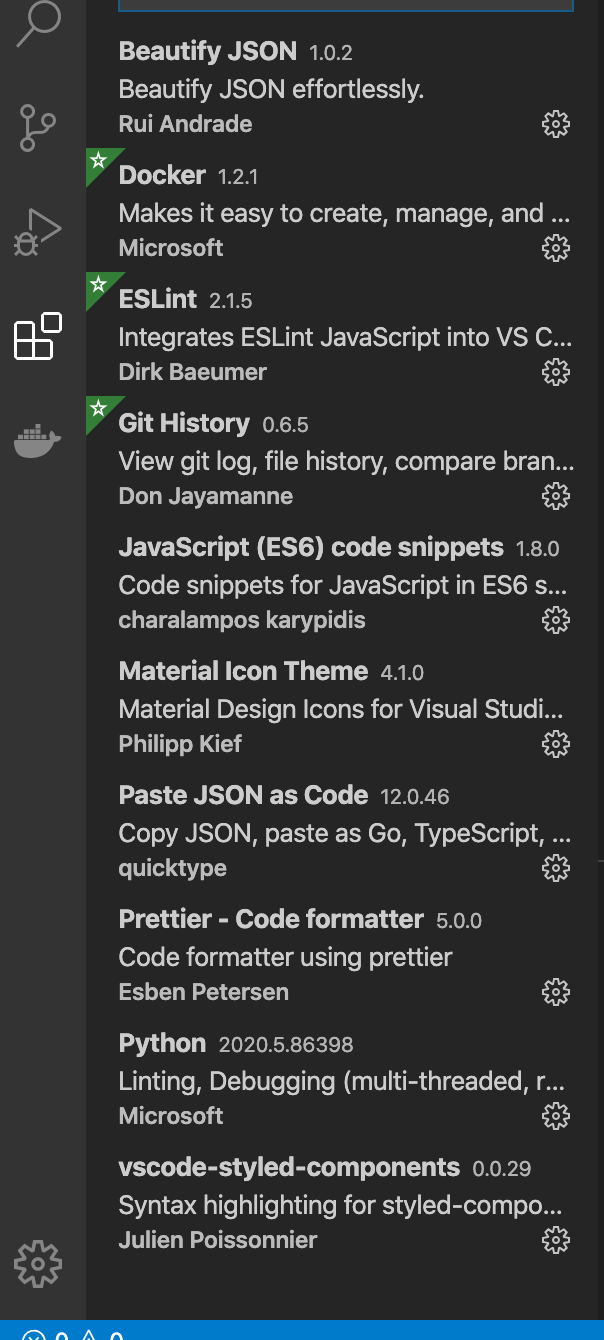 Beautify JSON 1.0.2
Beautify JSON effortlessly.
Rui Andrade
Docker 1.2.1
Makes it easy to create, manage, and ...
Microsoft
ESLint 2.1.5
Integrates ESLint JavaScript into VS C...
Dirk Baeumer
Git History 0.6.5
View git log, file history, compare bran...
Don Jayamanne
JavaScript (ES6) code snippets 1.8.0
Code snippets for JavaScript in ES6 s...
charalampos karypidis
Material Icon Theme 4.1.0
Material Design Icons for Visual Studi...
Philipp Kief
Paste JSON as Code 12.0.46
Copy JSON, paste as Go, TypeScript, ...
quicktype
Prettier - Code formatter 5.0.0
Code formatter using prettier
Esben Petersen
Python 2020.5.86398
Linting, Debugging (multi-threaded, r...
Microsoft
vscode-styled-components 0.0.29
Syntax highlighting for styled-compo...
Julien Poissonnier
0 0